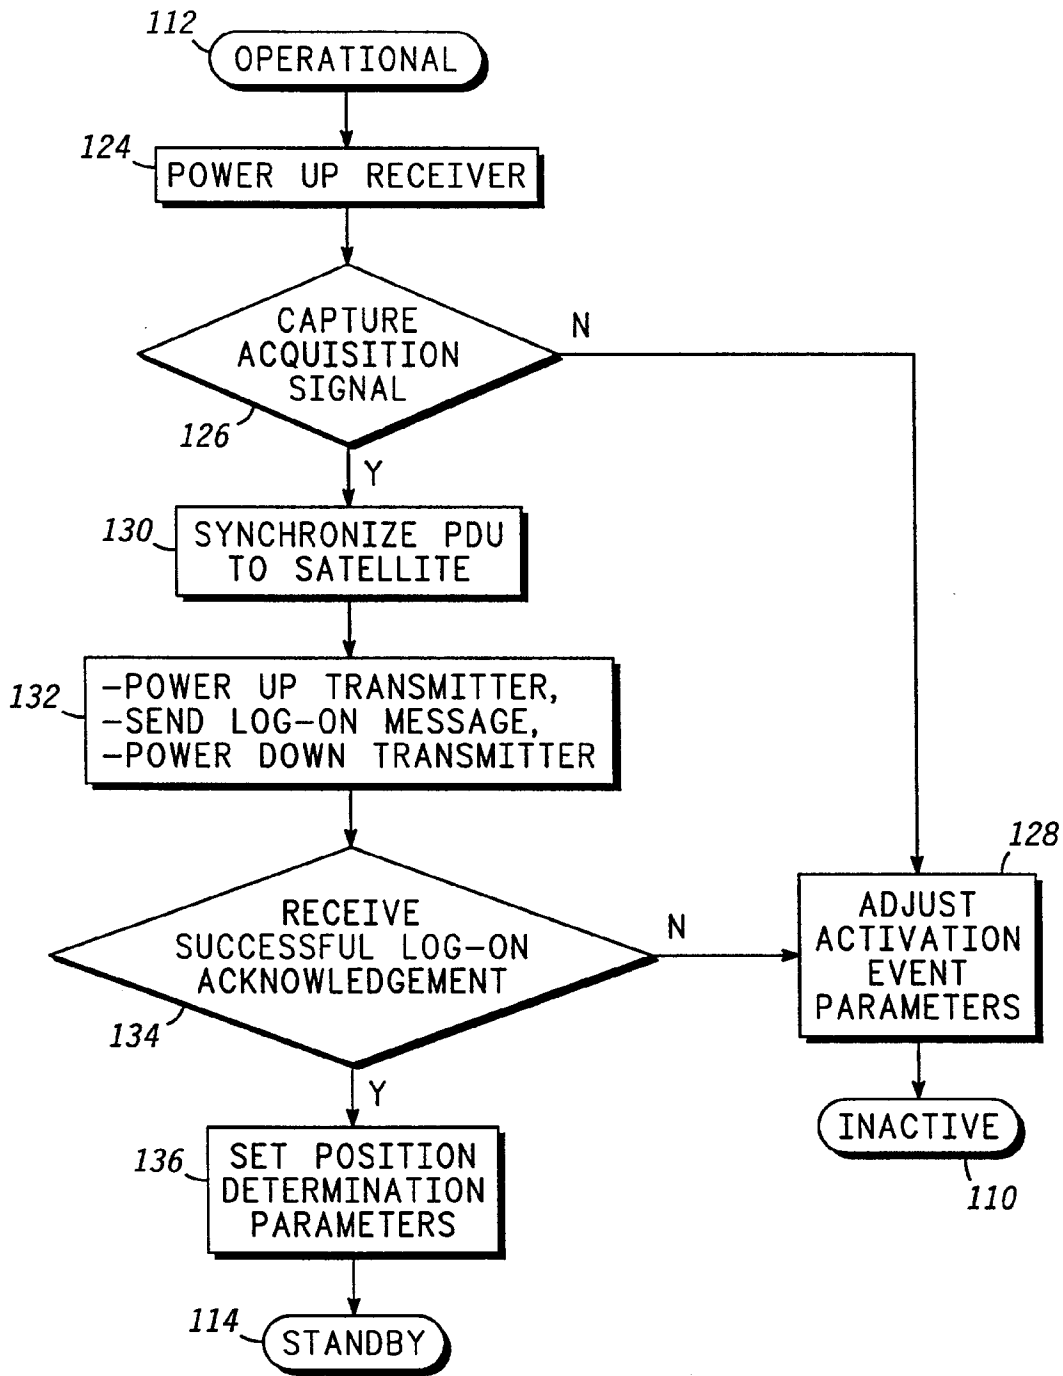 112
OPERATIONAL
124
POWER UP RECEIVER
CAPTURE
ACQUISITION
SIGNAL
N
126
Y
130
SYNCHRONIZE PDU
TO SATELLITE
132
-POWER UP TRANSMITTER,
-SEND LOG-ON MESSAGE,
-POWER DOWN TRANSMITTER
RECEIVE
SUCCESSFUL LOG-ON
ACKNOWLEDGEMENT
N
134
Y
128
ADJUST
ACTIVATION
EVENT
PARAMETERS
INACTIVE
110
136
SET POSITION
DETERMINATION
PARAMETERS
114
STANDBY